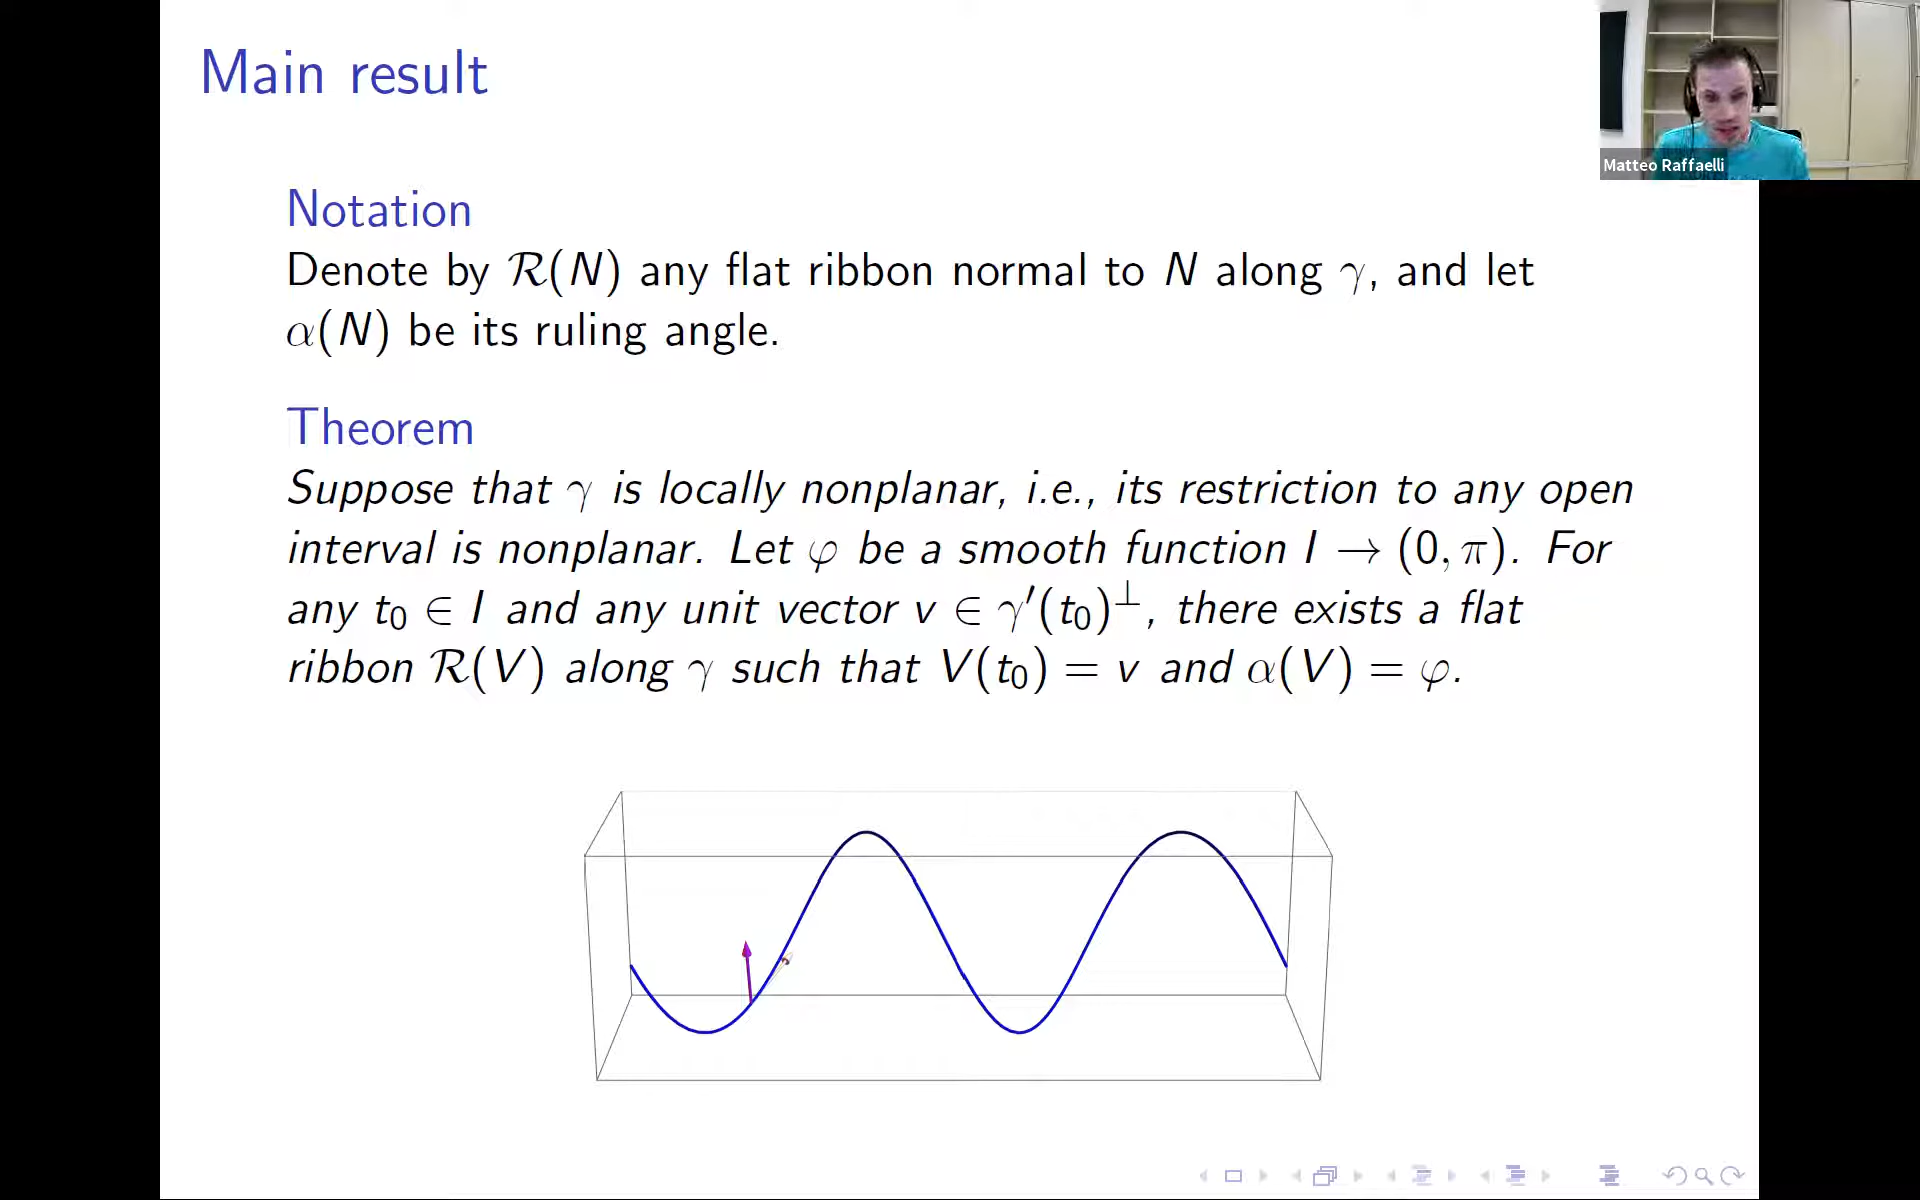 Main result
Matteo Raffaelli
Notation
Denote by ℛ(N) any flat ribbon normal to N along γ, and let
α(N) be its ruling angle.
Theorem
Suppose that γ is locally nonplanar, i.e., its restriction to any open
interval is nonplanar. Let φ be a smooth function I → (0, π). For
any t₀ ∈ I and any unit vector v ∈ γ′(t₀)^⊥, there exists a flat
ribbon ℛ(V) along γ such that V(t₀) = v and α(V) = φ.